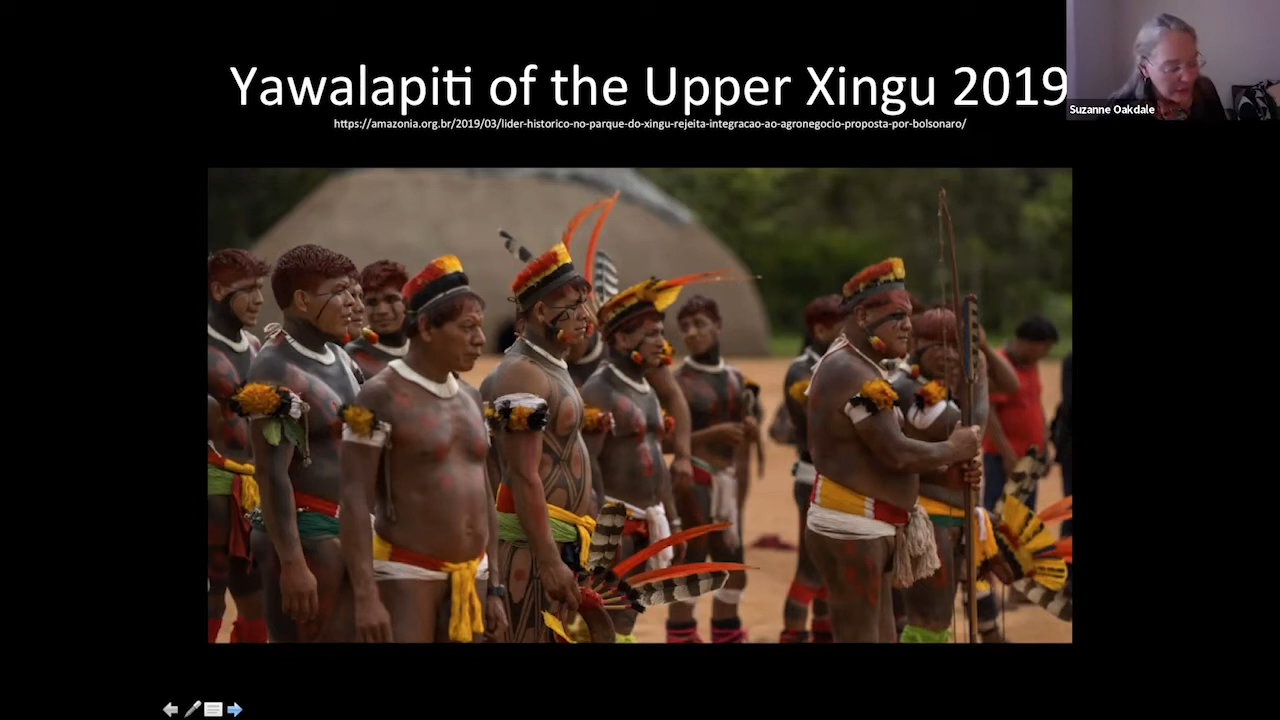 Yawalapiti of the Upper Xingu 2019
https://amazonia.org.br/2019/03/lider-historico-no-parque-do-xingu-rejeita-integracao-ao-agronegocio-proposta-por-bolsonaro/
Suzanne Oakdale